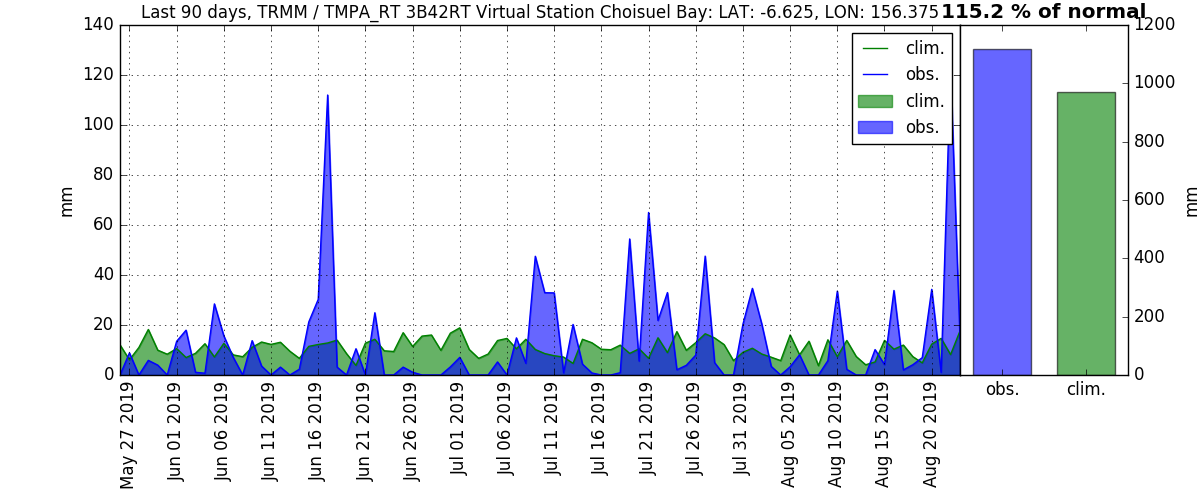 Last 90 days, TRMM / TMPA_RT 3B42RT Virtual Station Choisuel Bay: LAT: -6.625, LON: 156.375 115.2 % of normal
140
120
100
80
60
40
20
0
mm
clim.
obs.
clim.
obs.
1200
1000
800
600
400
200
0
mm
May 27 2019
Jun 01 2019
Jun 06 2019
Jun 11 2019
Jun 16 2019
Jun 21 2019
Jun 26 2019
Jul 01 2019
Jul 06 2019
Jul 11 2019
Jul 16 2019
Jul 21 2019
Jul 26 2019
Jul 31 2019
Aug 05 2019
Aug 10 2019
Aug 15 2019
Aug 20 2019
obs.
clim.